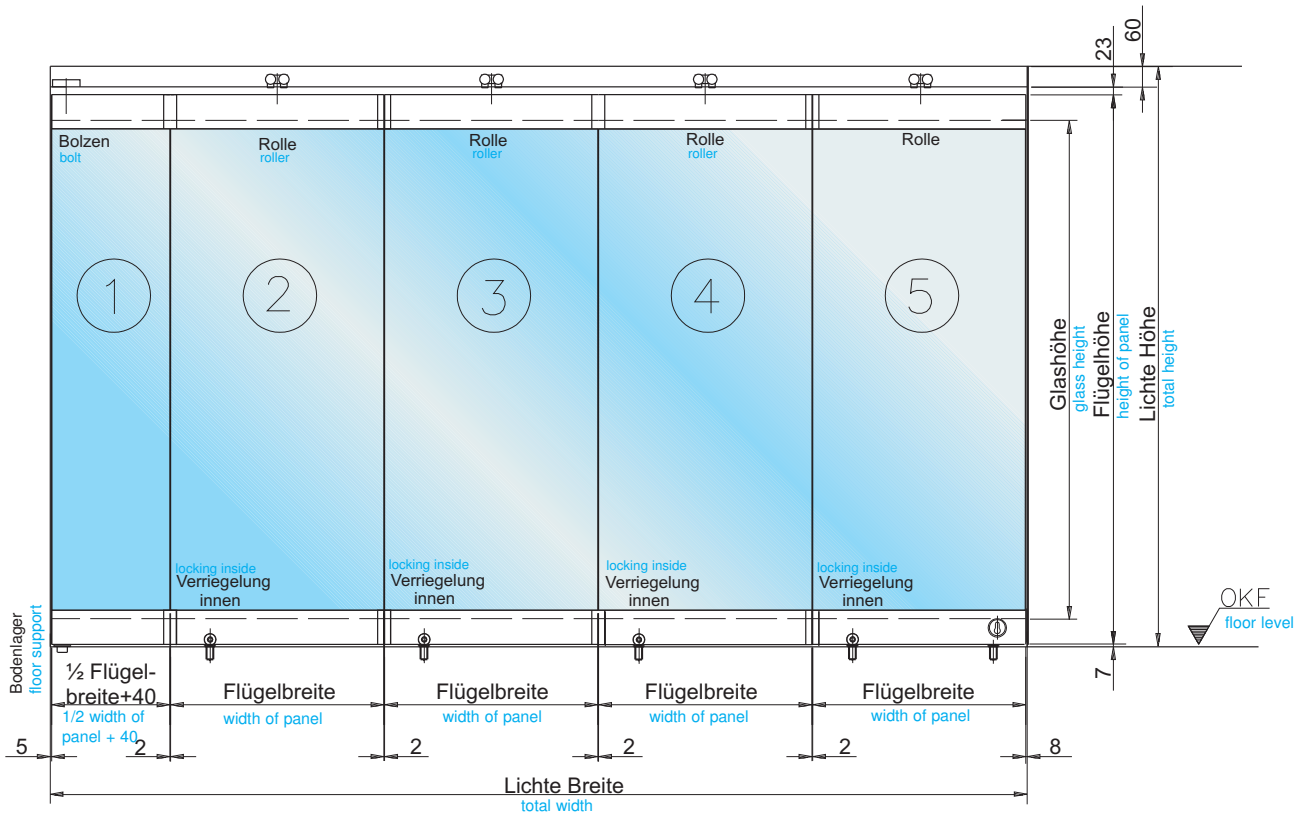 23
60
Bolzen
bolt
Rolle
roller
Rolle
roller
Rolle
roller
Rolle
1
2
3
4
5
Glashöhe
glass height
Flügelhöhe
height of panel
Lichte Höhe
total height
locking inside
Verriegelung
innen
locking inside
Verriegelung
innen
locking inside
Verriegelung
innen
locking inside
Verriegelung
innen
OKF
floor level
Bodenlager
floor support
7
½ Flügel-
breite+40
1/2 width of
panel + 40
Flügelbreite
width of panel
Flügelbreite
width of panel
Flügelbreite
width of panel
Flügelbreite
width of panel
5
2
2
2
2
8
Lichte Breite
total width